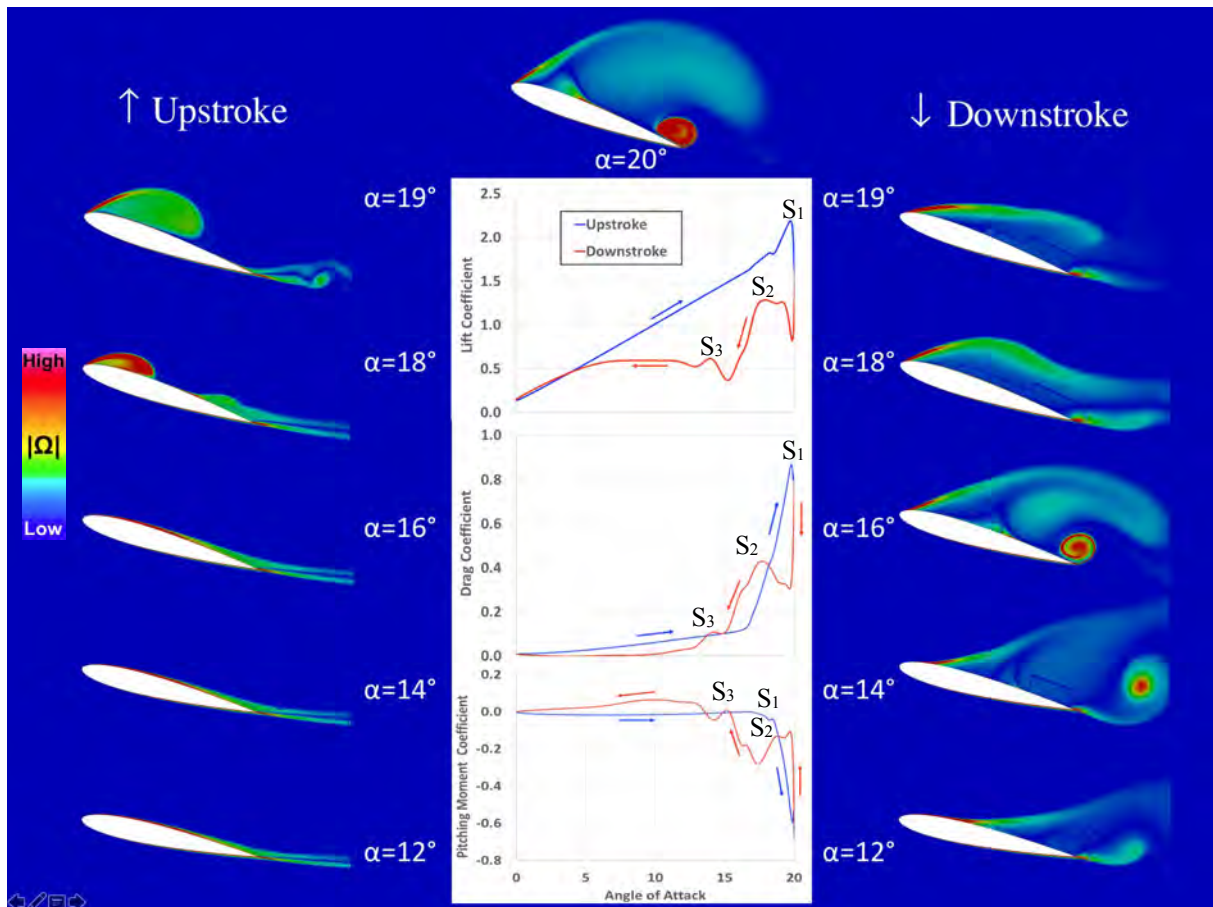 ↑ Upstroke
α=20°
↓ Downstroke
α=19°
α=18°
α=16°
α=14°
α=12°
High
|Ω|
Low
2.5
2.0
1.5
1.0
0.5
0.0
Lift Coefficient
Upstroke
Downstroke
S1
S2
S3
1.0
0.8
0.6
0.4
0.2
0.0
Drag Coefficient
S1
S2
S3
0.2
0.0
-0.2
-0.4
-0.6
-0.8
Pitching Moment Coefficient
S3
S1
S2
0
5
10
15
20
Angle of Attack
α=19°
α=18°
α=16°
α=14°
α=12°